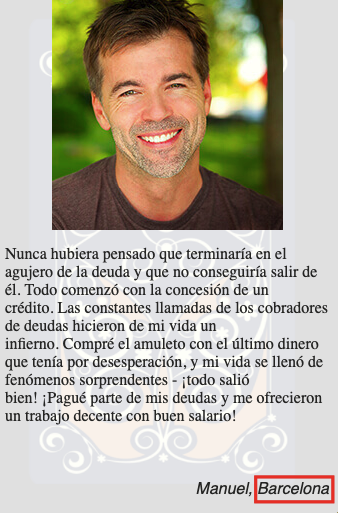 Nunca hubiera pensado que terminaría en el
agujero de la deuda y que no conseguiría salir de
él. Todo comenzó con la concesión de un
crédito. Las constantes llamadas de los cobradores
de deudas hicieron de mi vida un
infierno. Compré el amuleto con el último dinero
que tenía por desesperación, y mi vida se llenó de
fenómenos sorprendentes - ¡todo salió
bien! ¡Pagué parte de mis deudas y me ofrecieron
un trabajo decente con buen salario!
Manuel, Barcelona